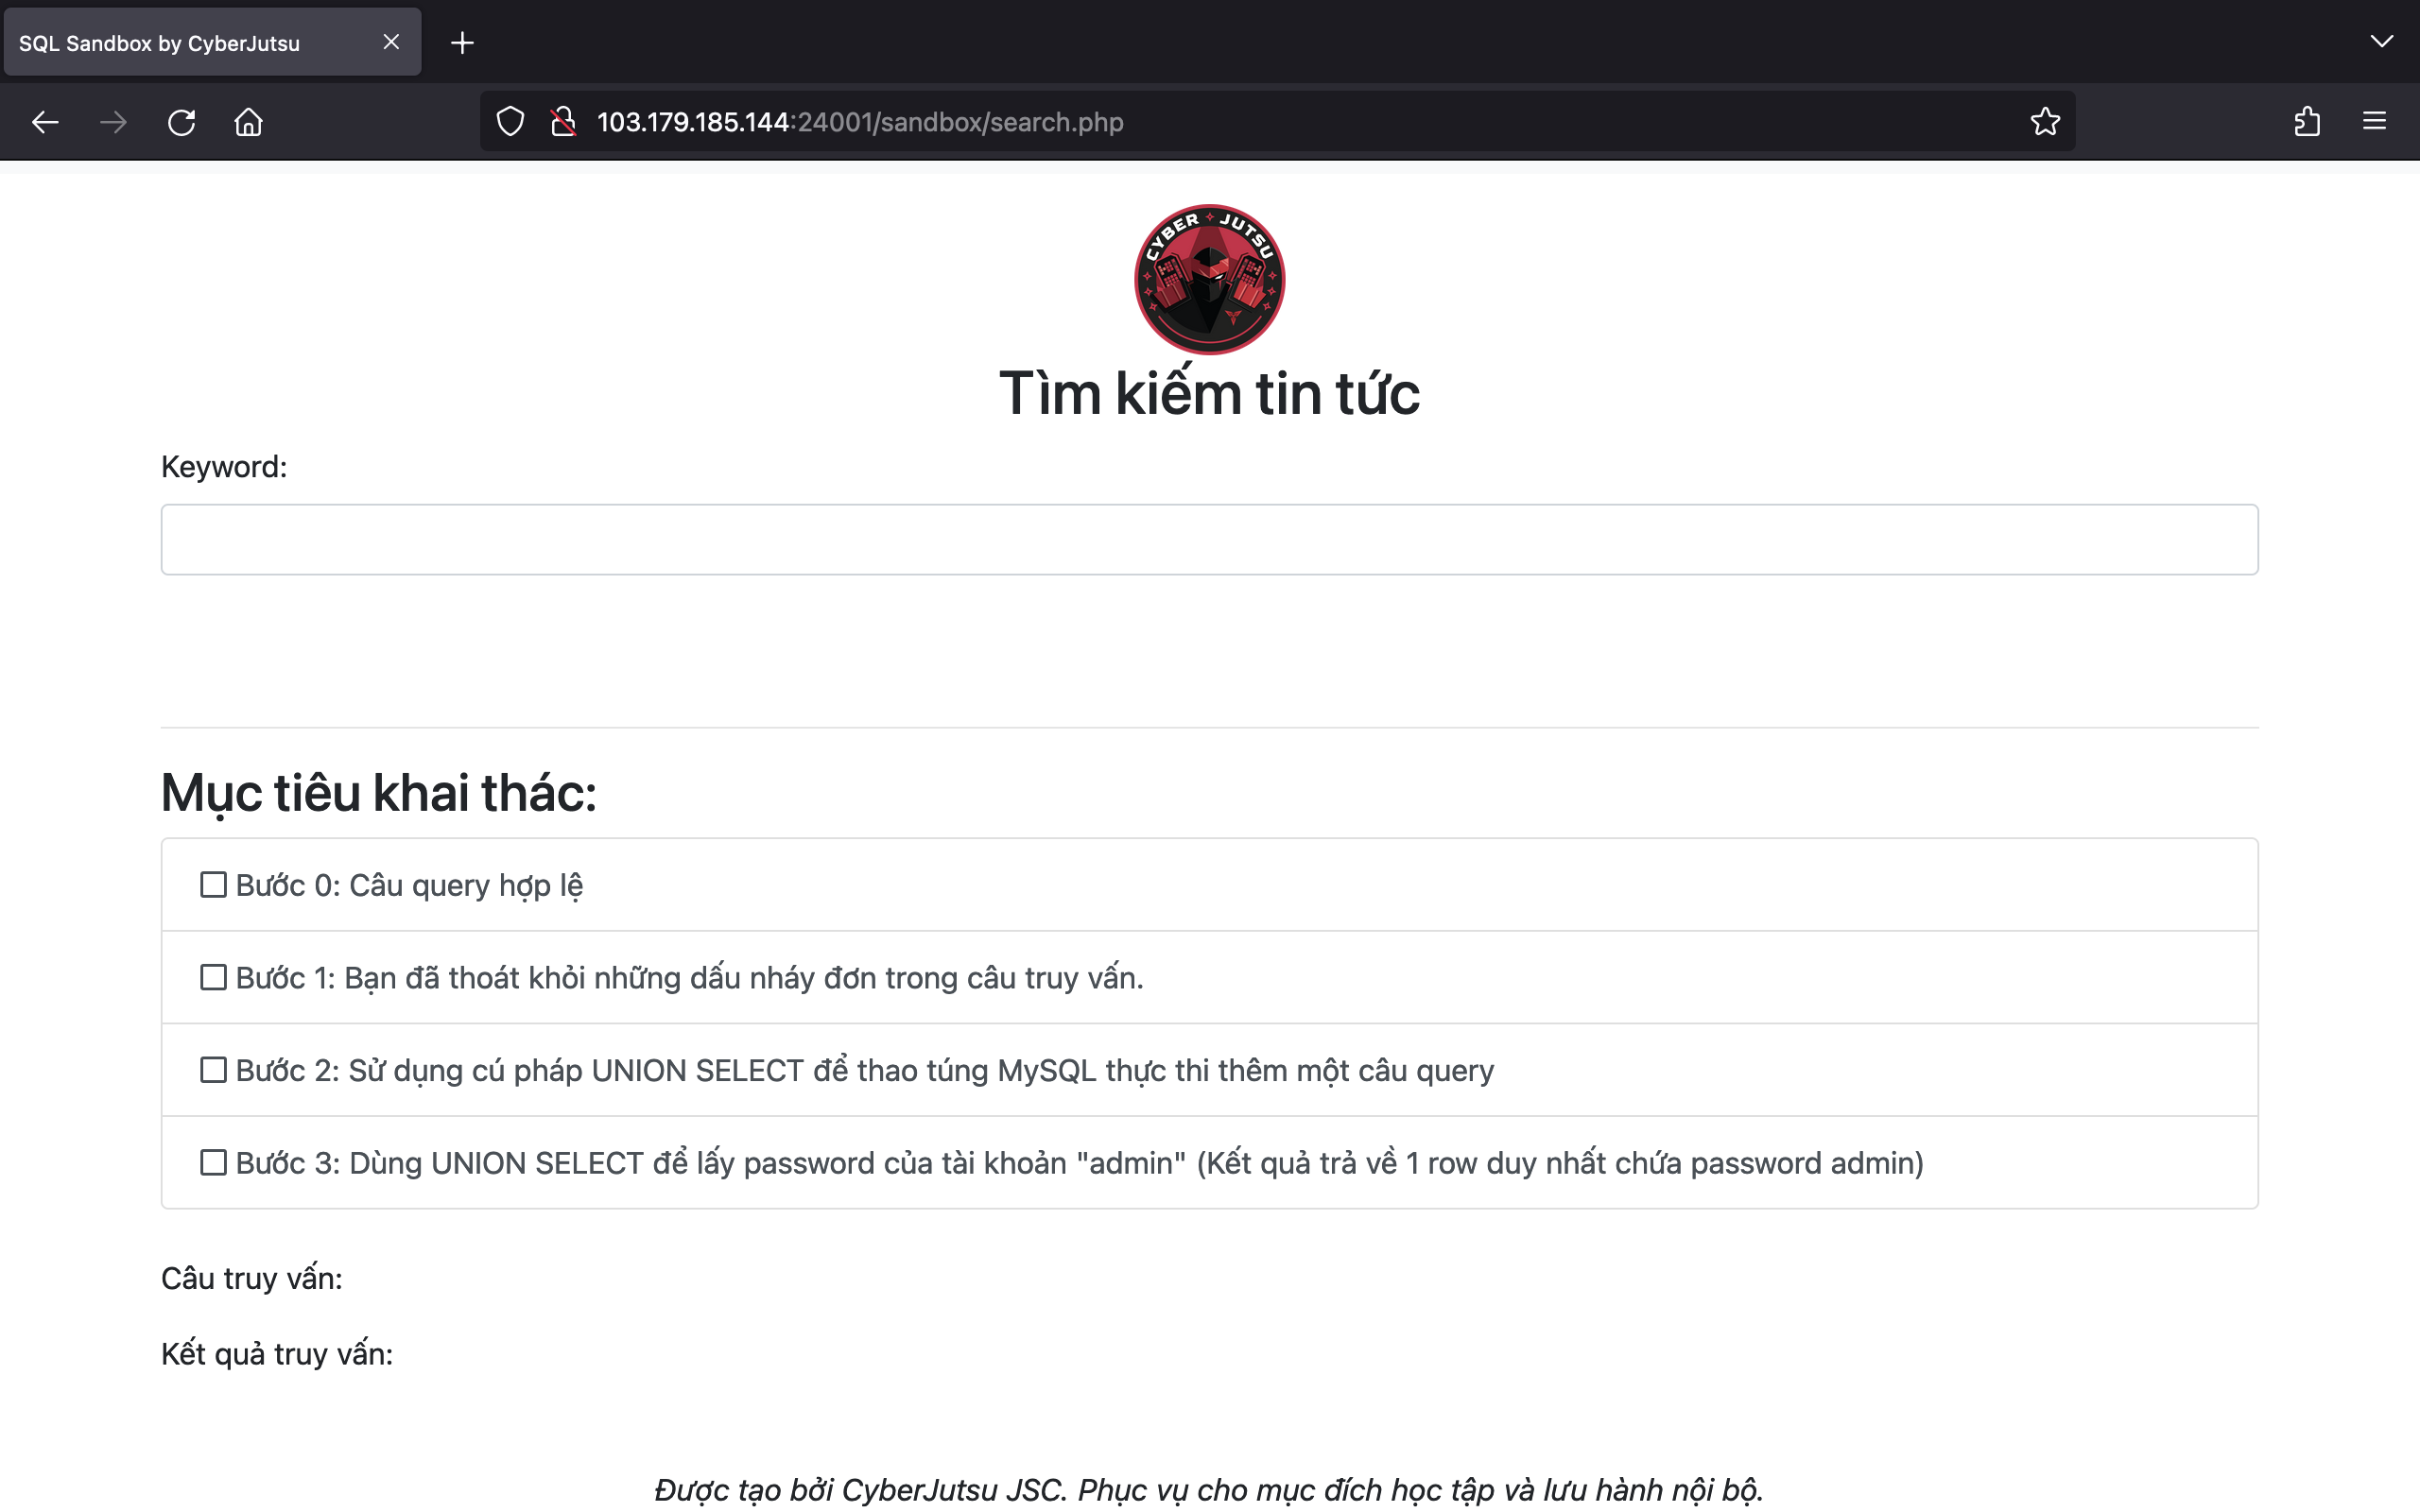 SQL Sandbox by CyberJutsu
103.179.185.144:24001/sandbox/search.php
CYBER JUTSU
Tìm kiếm tin tức
Keyword:
Mục tiêu khai thác:
Bước 0: Câu query hợp lệ
Bước 1: Bạn đã thoát khỏi những dấu nháy đơn trong câu truy vấn.
Bước 2: Sử dụng cú pháp UNION SELECT để thao túng MySQL thực thi thêm một câu query
Bước 3: Dùng UNION SELECT để lấy password của tài khoản "admin" (Kết quả trả về 1 row duy nhất chứa password admin)
Câu truy vấn:
Kết quả truy vấn:
Được tạo bởi CyberJutsu JSC. Phục vụ cho mục đích học tập và lưu hành nội bộ.